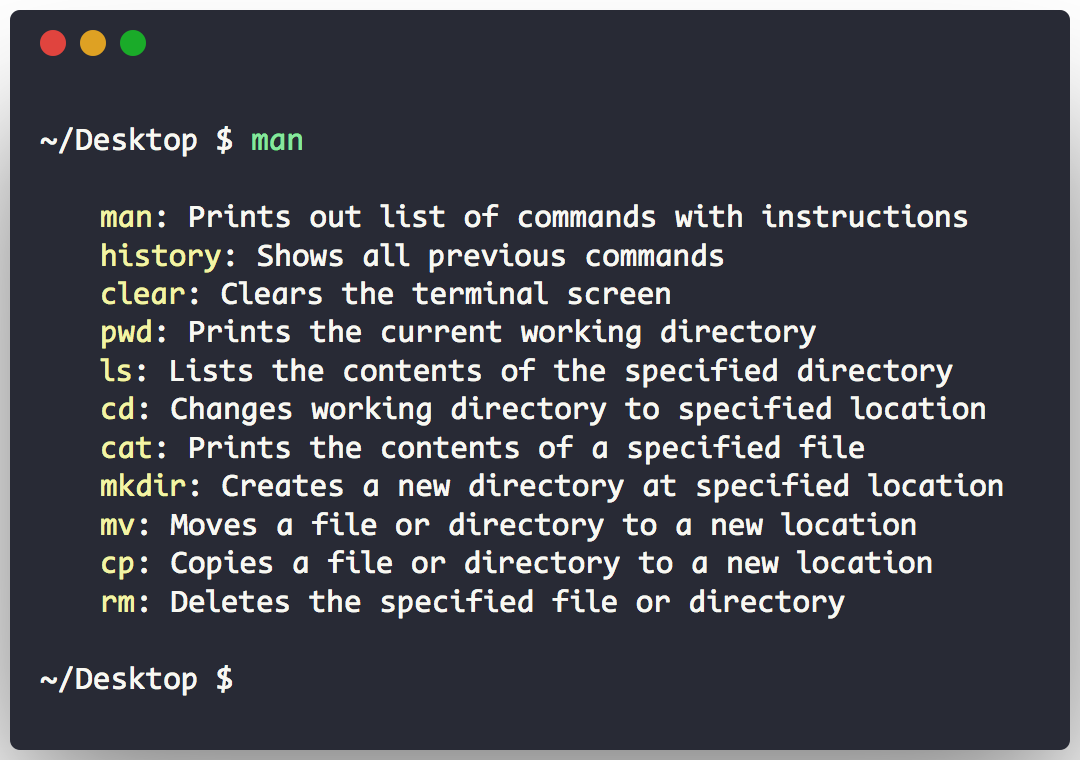 ~/Desktop $ man
man: Prints out list of commands with instructions
history: Shows all previous commands
clear: Clears the terminal screen
pwd: Prints the current working directory
ls: Lists the contents of the specified directory
cd: Changes working directory to specified location
cat: Prints the contents of a specified file
mkdir: Creates a new directory at specified location
mv: Moves a file or directory to a new location
cp: Copies a file or directory to a new location
rm: Deletes the specified file or directory
~/Desktop $